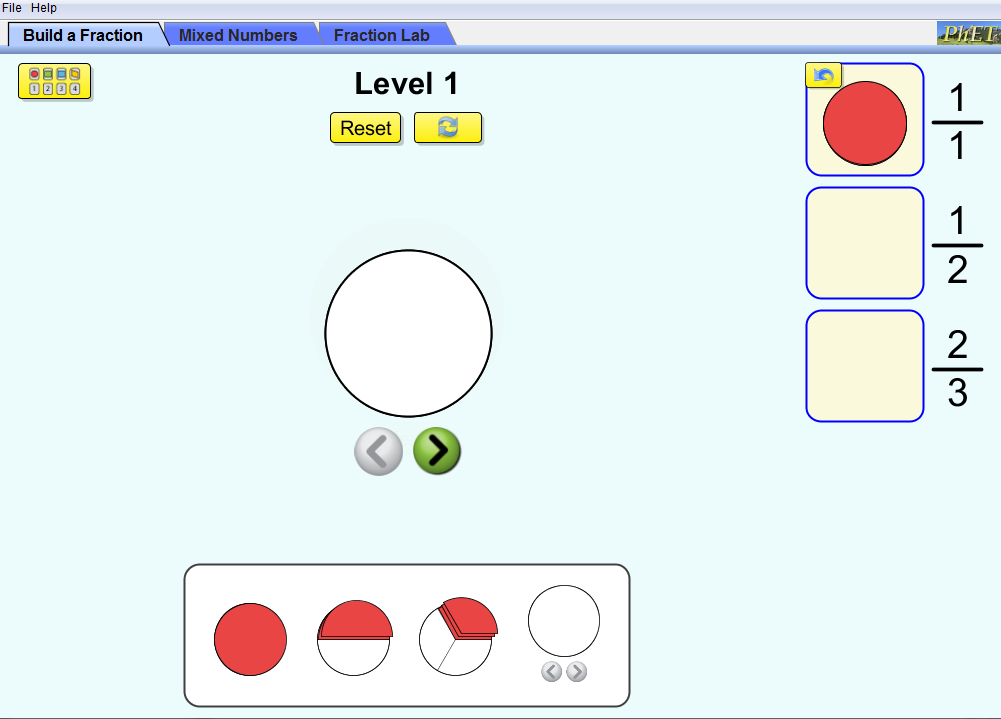 File Help
Build a Fraction Mixed Numbers Fraction Lab PhET
1 2 3 4
Level 1
Reset
1
1
1
2
2
3